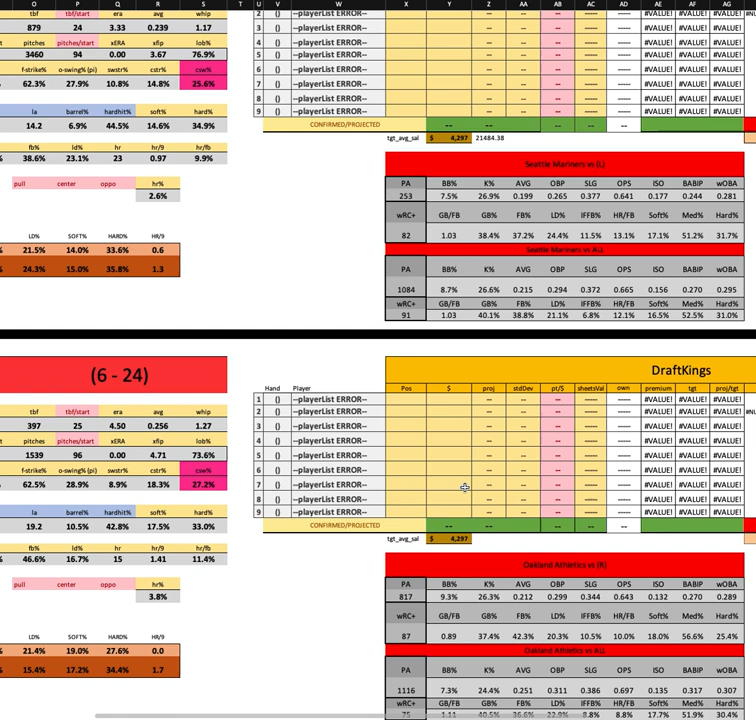 O P Q R S T U V W X Y Z AA AB AC AD AE AF AG
tbf tbf/start era avg whip 2 () --playerList ERROR-- -- -- -- ----- ----- #VALUE! #VALUE! #VALUE!
879 24 3.33 0.239 1.17 3 () --playerList ERROR-- -- -- -- ----- ----- #VALUE! #VALUE! #VALUE!
pitches pitches/start xERA xfip lob% 4 () --playerList ERROR-- -- -- -- ----- ----- #VALUE! #VALUE! #VALUE!
3460 94 0.00 3.67 76.9% 5 () --playerList ERROR-- -- -- -- ----- ----- #VALUE! #VALUE! #VALUE!
f-strike% o-swing% (pi) swstr% cstr% csw% 6 () --playerList ERROR-- -- -- -- ----- ----- #VALUE! #VALUE! #VALUE!
62.3% 27.9% 10.8% 14.8% 25.6% 7 () --playerList ERROR-- -- -- -- ----- ----- #VALUE! #VALUE! #VALUE!
8 () --playerList ERROR-- -- -- -- ----- ----- #VALUE! #VALUE! #VALUE!
la barrel% hardhit% soft% hard% 9 () --playerList ERROR-- -- -- -- ----- ----- #VALUE! #VALUE! #VALUE!
14.2 6.9% 44.5% 14.6% 34.9% CONFIRMED/PROJECTED -- -- -- -- --
tgt_avg_sal $ 4,297 21484.38
fb% ld% hr hr/9 hr/fb
38.6% 23.1% 23 0.97 9.9% Seattle Mariners vs (L)
pull center oppo hr% PA BB% K% AVG OBP SLG OPS ISO BABIP wOBA
2.6% 253 7.5% 26.9% 0.199 0.265 0.377 0.641 0.177 0.244 0.281
wRC+ GB/FB GB% FB% LD% IFFB% HR/FB Soft% Med% Hard%
LD% SOFT% HARD% HR/9 82 1.03 38.4% 37.2% 24.4% 11.5% 13.1% 17.1% 51.2% 31.7%
21.5% 14.0% 33.6% 0.6 Seattle Mariners vs ALL
24.3% 15.0% 35.8% 1.3 PA BB% K% AVG OBP SLG OPS ISO BABIP wOBA
1084 8.7% 26.6% 0.215 0.294 0.372 0.665 0.156 0.270 0.295
wRC+ GB/FB GB% FB% LD% IFFB% HR/FB Soft% Med% Hard%
91 1.03 40.1% 38.8% 21.1% 6.8% 12.1% 16.5% 52.5% 31.0%
(6 - 24) DraftKings
Hand Player Pos $ proj stdDev pt/$ sheetsVal own premium tgt proj/tgt
1 () --playerList ERROR-- -- -- -- ----- ----- #VALUE! #VALUE! #VALUE!
tbf tbf/start era avg whip 2 () --playerList ERROR-- -- -- -- ----- ----- #VALUE! #VALUE! #VALUE!
397 25 4.50 0.256 1.27 3 () --playerList ERROR-- -- -- -- ----- ----- #VALUE! #VALUE! #VALUE!
pitches pitches/start xERA xfip lob% 4 () --playerList ERROR-- -- -- -- ----- ----- #VALUE! #VALUE! #VALUE!
1539 96 0.00 4.71 73.6% 5 () --playerList ERROR-- -- -- -- ----- ----- #VALUE! #VALUE! #VALUE!
f-strike% o-swing% (pi) swstr% cstr% csw% 6 () --playerList ERROR-- -- -- -- ----- ----- #VALUE! #VALUE! #VALUE!
62.5% 28.9% 8.9% 18.3% 27.2% 7 () --playerList ERROR-- -- -- -- ----- ----- #VALUE! #VALUE! #VALUE!
8 () --playerList ERROR-- -- -- -- ----- ----- #VALUE! #VALUE! #VALUE!
la barrel% hardhit% soft% hard% 9 () --playerList ERROR-- -- -- -- ----- ----- #VALUE! #VALUE! #VALUE!
19.2 10.5% 42.8% 17.5% 33.0% CONFIRMED/PROJECTED -- -- -- -- --
tgt_avg_sal $ 4,297
fb% ld% hr hr/9 hr/fb
46.6% 16.7% 15 1.41 11.4% Oakland Athletics vs (R)
pull center oppo hr% PA BB% K% AVG OBP SLG OPS ISO BABIP wOBA
3.8% 817 9.3% 26.3% 0.212 0.299 0.344 0.643 0.132 0.270 0.289
wRC+ GB/FB GB% FB% LD% IFFB% HR/FB Soft% Med% Hard%
LD% SOFT% HARD% HR/9 87 0.89 37.4% 42.3% 20.3% 10.5% 10.0% 18.0% 56.6% 25.4%
21.4% 19.0% 27.6% 0.0 Oakland Athletics vs ALL
15.4% 17.2% 34.4% 1.7 PA BB% K% AVG OBP SLG OPS ISO BABIP wOBA
1116 7.3% 24.4% 0.251 0.311 0.386 0.697 0.135 0.317 0.307
wRC+ GB/FB GB% FB% LD% IFFB% HR/FB Soft% Med% Hard%
75 1.11 40.5% 36.6% 22.9% 8.8% 8.8% 17.7% 51.9% 30.4%